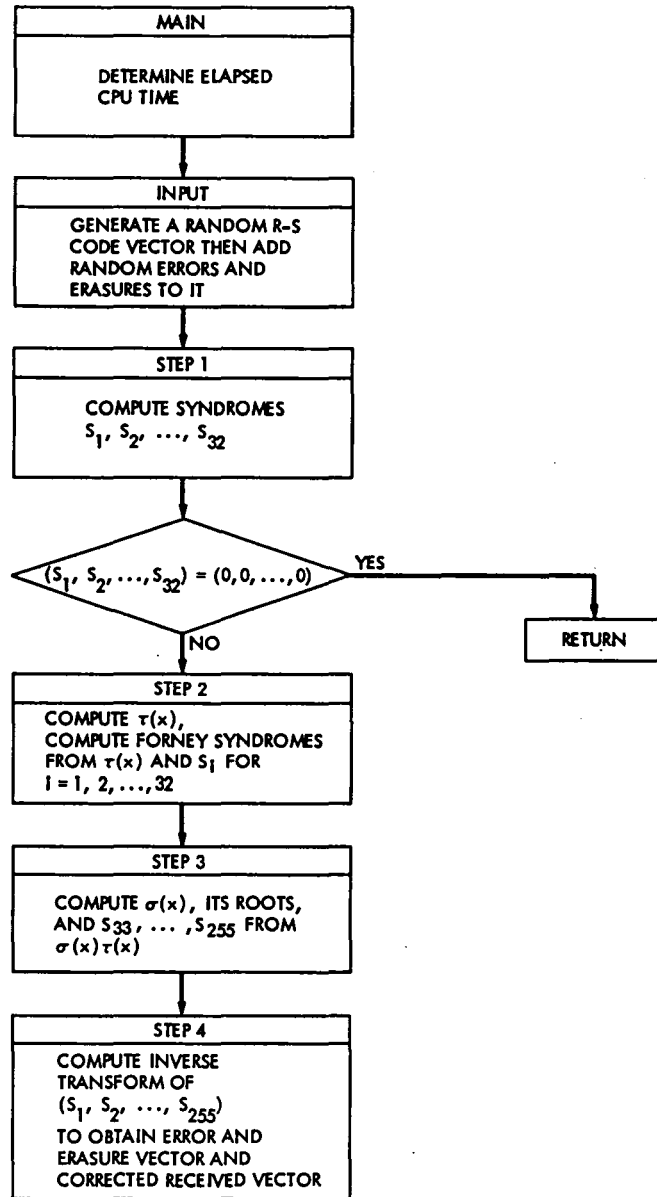 MAIN
DETERMINE ELAPSED
CPU TIME
INPUT
GENERATE A RANDOM R-S
CODE VECTOR THEN ADD
RANDOM ERRORS AND
ERASURES TO IT
STEP 1
COMPUTE SYNDROMES
S₁, S₂, ..., S₃₂
(S₁, S₂, ...,S₃₂) = (0,0,...,0)
YES
RETURN
NO
STEP 2
COMPUTE τ(x),
COMPUTE FORNEY SYNDROMES
FROM τ(x) AND Sᵢ FOR
i = 1, 2, ...,32
STEP 3
COMPUTE σ(x), ITS ROOTS,
AND S₃₃, ... ,S₂₅₅ FROM
σ(x)τ(x)
STEP 4
COMPUTE INVERSE
TRANSFORM OF
(S₁, S₂, ..., S₂₅₅)
TO OBTAIN ERROR AND
ERASURE VECTOR AND
CORRECTED RECEIVED VECTOR